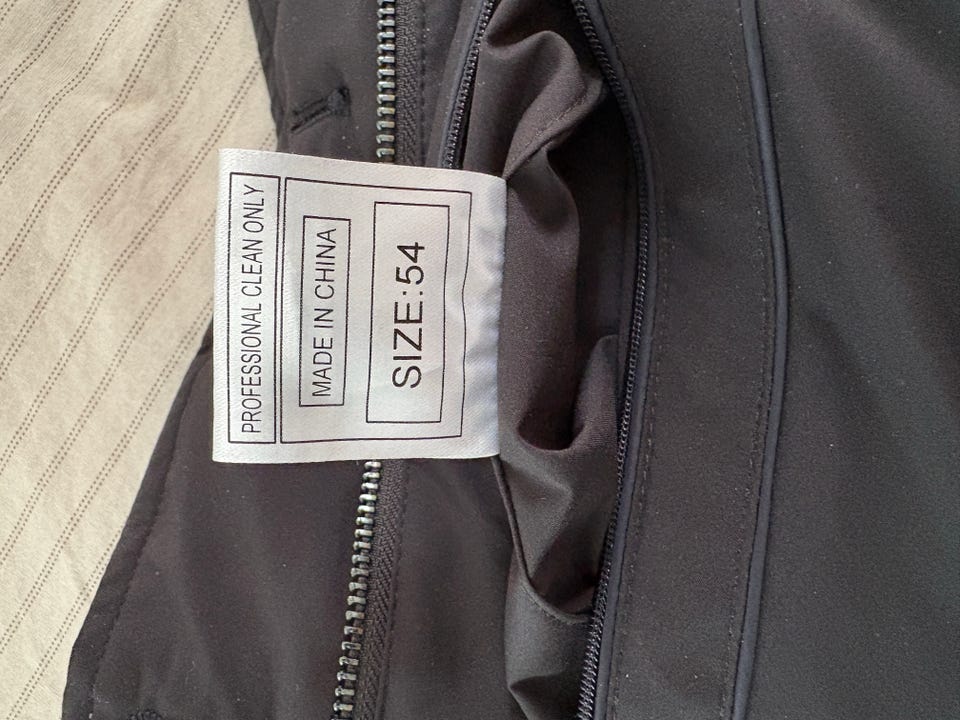 PROFESSIONAL CLEAN ONLY
MADE IN CHINA
SIZE:54